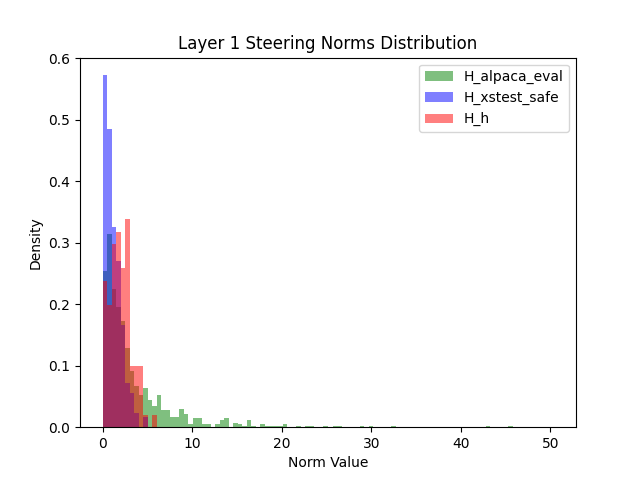 Layer 1 Steering Norms Distribution
H_alpaca_eval
H_xstest_safe
H_h
Density
0.6
0.5
0.4
0.3
0.2
0.1
0.0
0 10 20 30 40 50
Norm Value